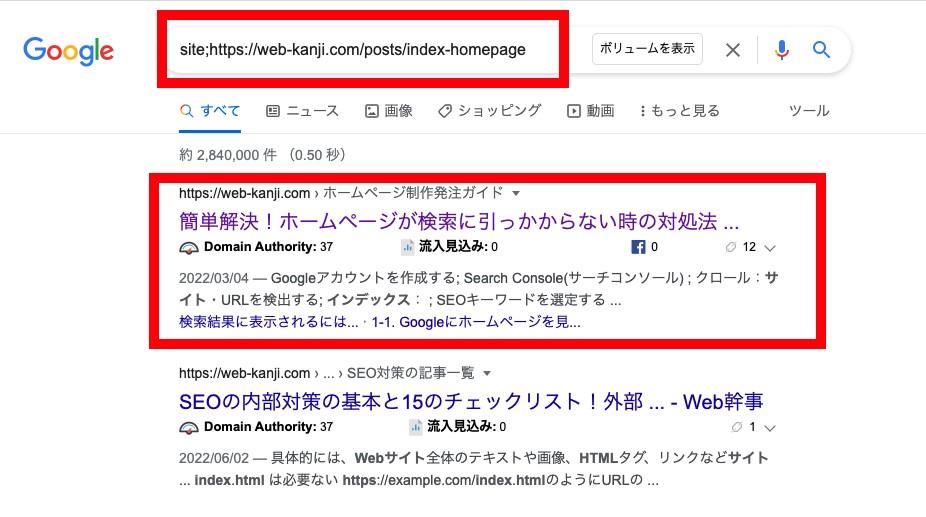 Google
site;https://web-kanji.com/posts/index-homepage
ボリュームを表示
すべて ニュース 画像 ショッピング 動画 もっと見る ツール
約 2,840,000 件 （0.50 秒）
https://web-kanji.com › ホームページ制作発注ガイド
簡単解決！ホームページが検索に引っかからない時の対処法 ...
Domain Authority: 37 流入見込み: 0 0 12
2022/03/04 — Googleアカウントを作成する; Search Console(サーチコンソール) ; クロール：サ
イト・URLを検出する; インデックス： ; SEOキーワードを選定する ...
検索結果に表示されるには... · 1-1. Googleにホームページを見...
https://web-kanji.com › ... › SEO対策の記事一覧
SEOの内部対策の基本と15のチェックリスト！外部 ... - Web幹事
Domain Authority: 37 流入見込み: 0 1
2022/06/02 — 具体的には、Webサイト全体のテキストや画像、HTMLタグ、リンクなどサイト
... index.html は必要ない https://example.com/index.htmlのようにURLの ...